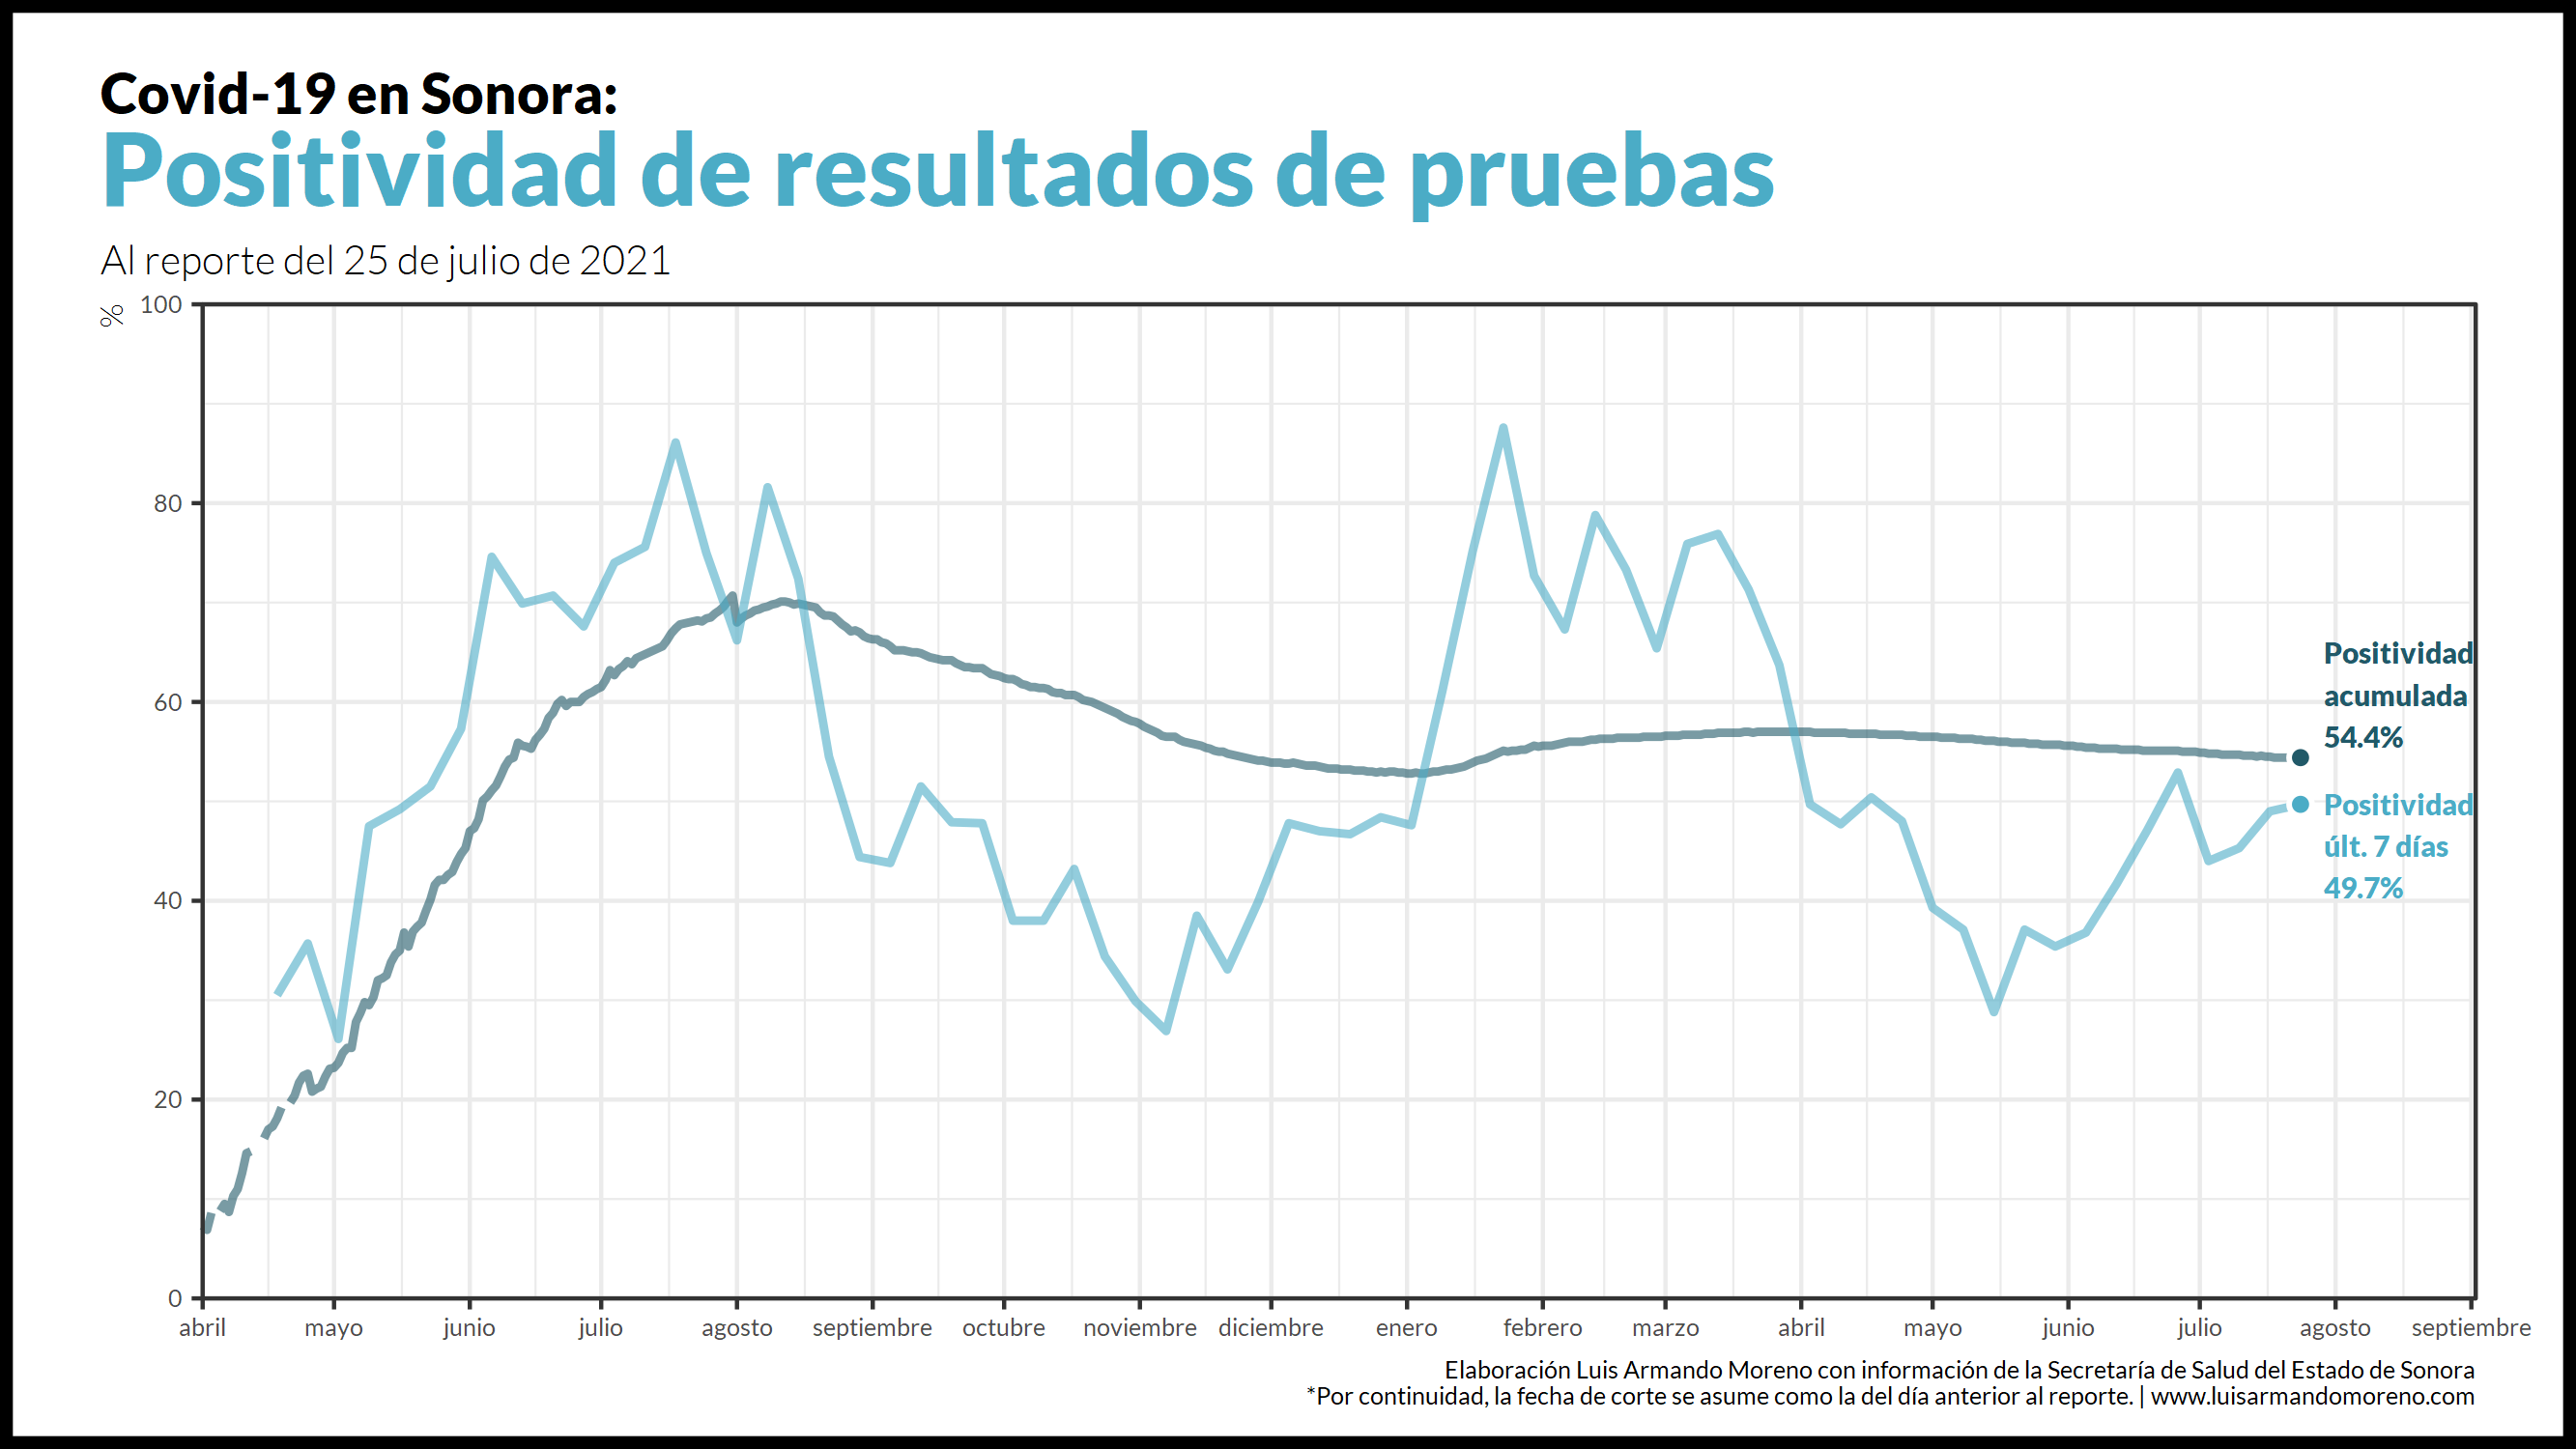 Covid-19 en Sonora:
Positividad de resultados de pruebas
Al reporte del 25 de julio de 2021
%
100
80
60
40
20
0
Positividad
acumulada
54.4%
Positividad
últ. 7 días
49.7%
abril mayo junio julio agosto septiembre octubre noviembre diciembre enero febrero marzo abril mayo junio julio agosto septiembre
Elaboración Luis Armando Moreno con información de la Secretaría de Salud del Estado de Sonora
*Por continuidad, la fecha de corte se asume como la del día anterior al reporte. | www.luisarmandomoreno.com